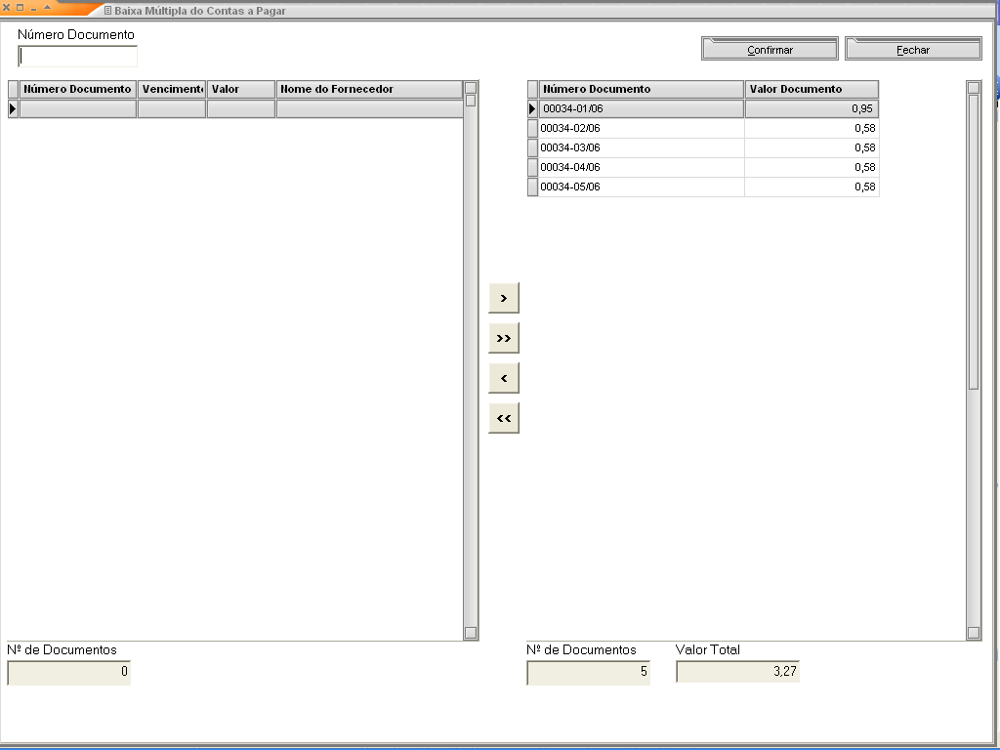 Baixa Múltipla do Contas a Pagar
Número Documento
Confirmar
Fechar
Número Documento Vencimento Valor Nome do Fornecedor
Número Documento Valor Documento
00034-01/06 0,95
00034-02/06 0,58
00034-03/06 0,58
00034-04/06 0,58
00034-05/06 0,58
>
>>
<
<<
Nº de Documentos
0
Nº de Documentos Valor Total
5 3,27